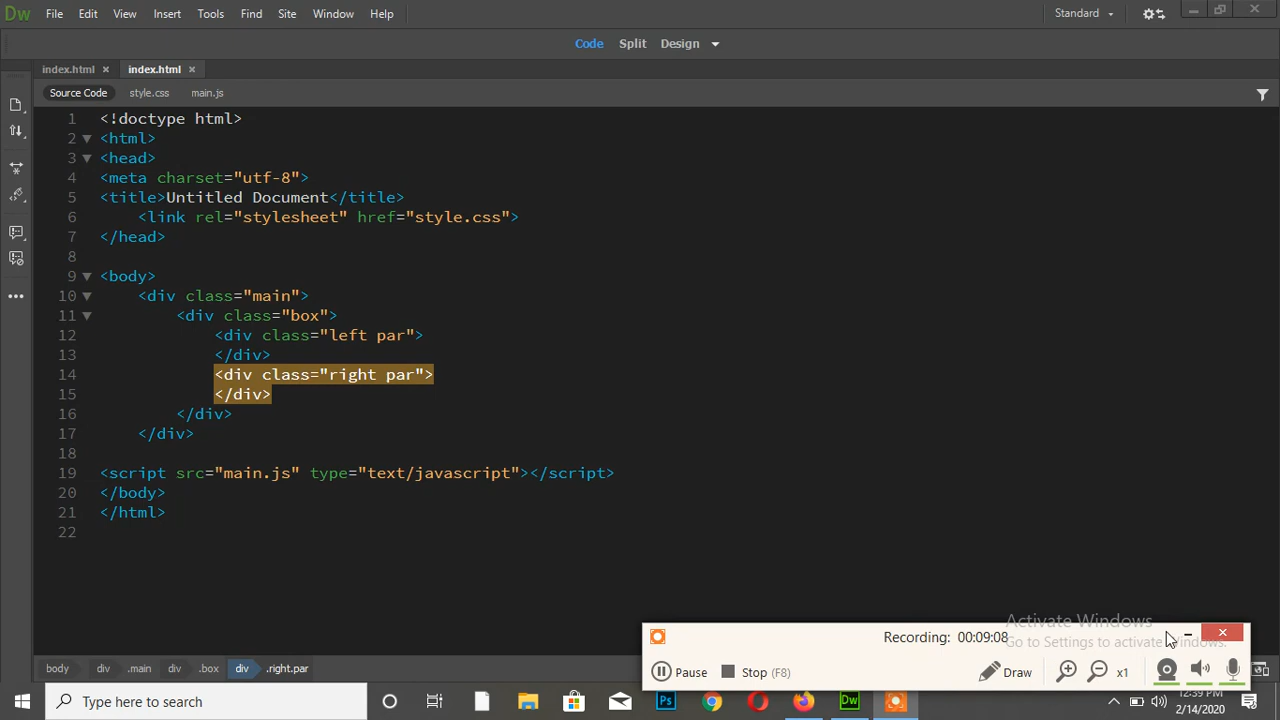 Dw File Edit View Insert Tools Find Site Window Help Standard
Code Split Design
index.html index.html
Source Code style.css main.js
1 <!doctype html>
2 <html>
3 <head>
4 <meta charset="utf-8">
5 <title>Untitled Document</title>
6 <link rel="stylesheet" href="style.css">
7 </head>
8
9 <body>
10 <div class="main">
11 <div class="box">
12 <div class="left par">
13 </div>
14 <div class="right par">
15 </div>
16 </div>
17 </div>
18
19 <script src="main.js" type="text/javascript"></script>
20 </body>
21 </html>
22
Activate Windows
Go to Settings to activate Windows.
Recording: 00:09:08
Pause Stop (F8) Draw x1
body div .main div .box div .right.par
Type here to search
Ps Dw
12:39 PM
2/14/2020